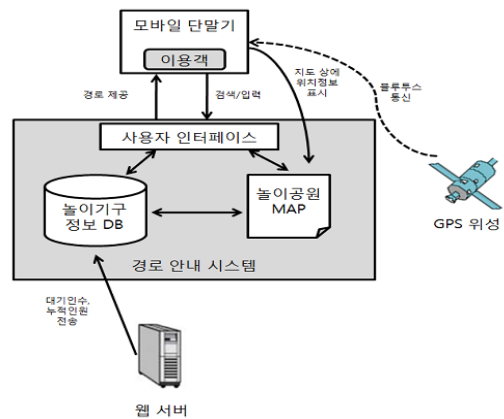 모바일 단말기
이용객
경로 제공
검색/입력
지도 상에
위치정보
표시
블루투스
통신
사용자 인터페이스
놀이기구
정보 DB
놀이공원
MAP
GPS 위성
경로 안내 시스템
대기인수,
누적인원
전송
웹 서버